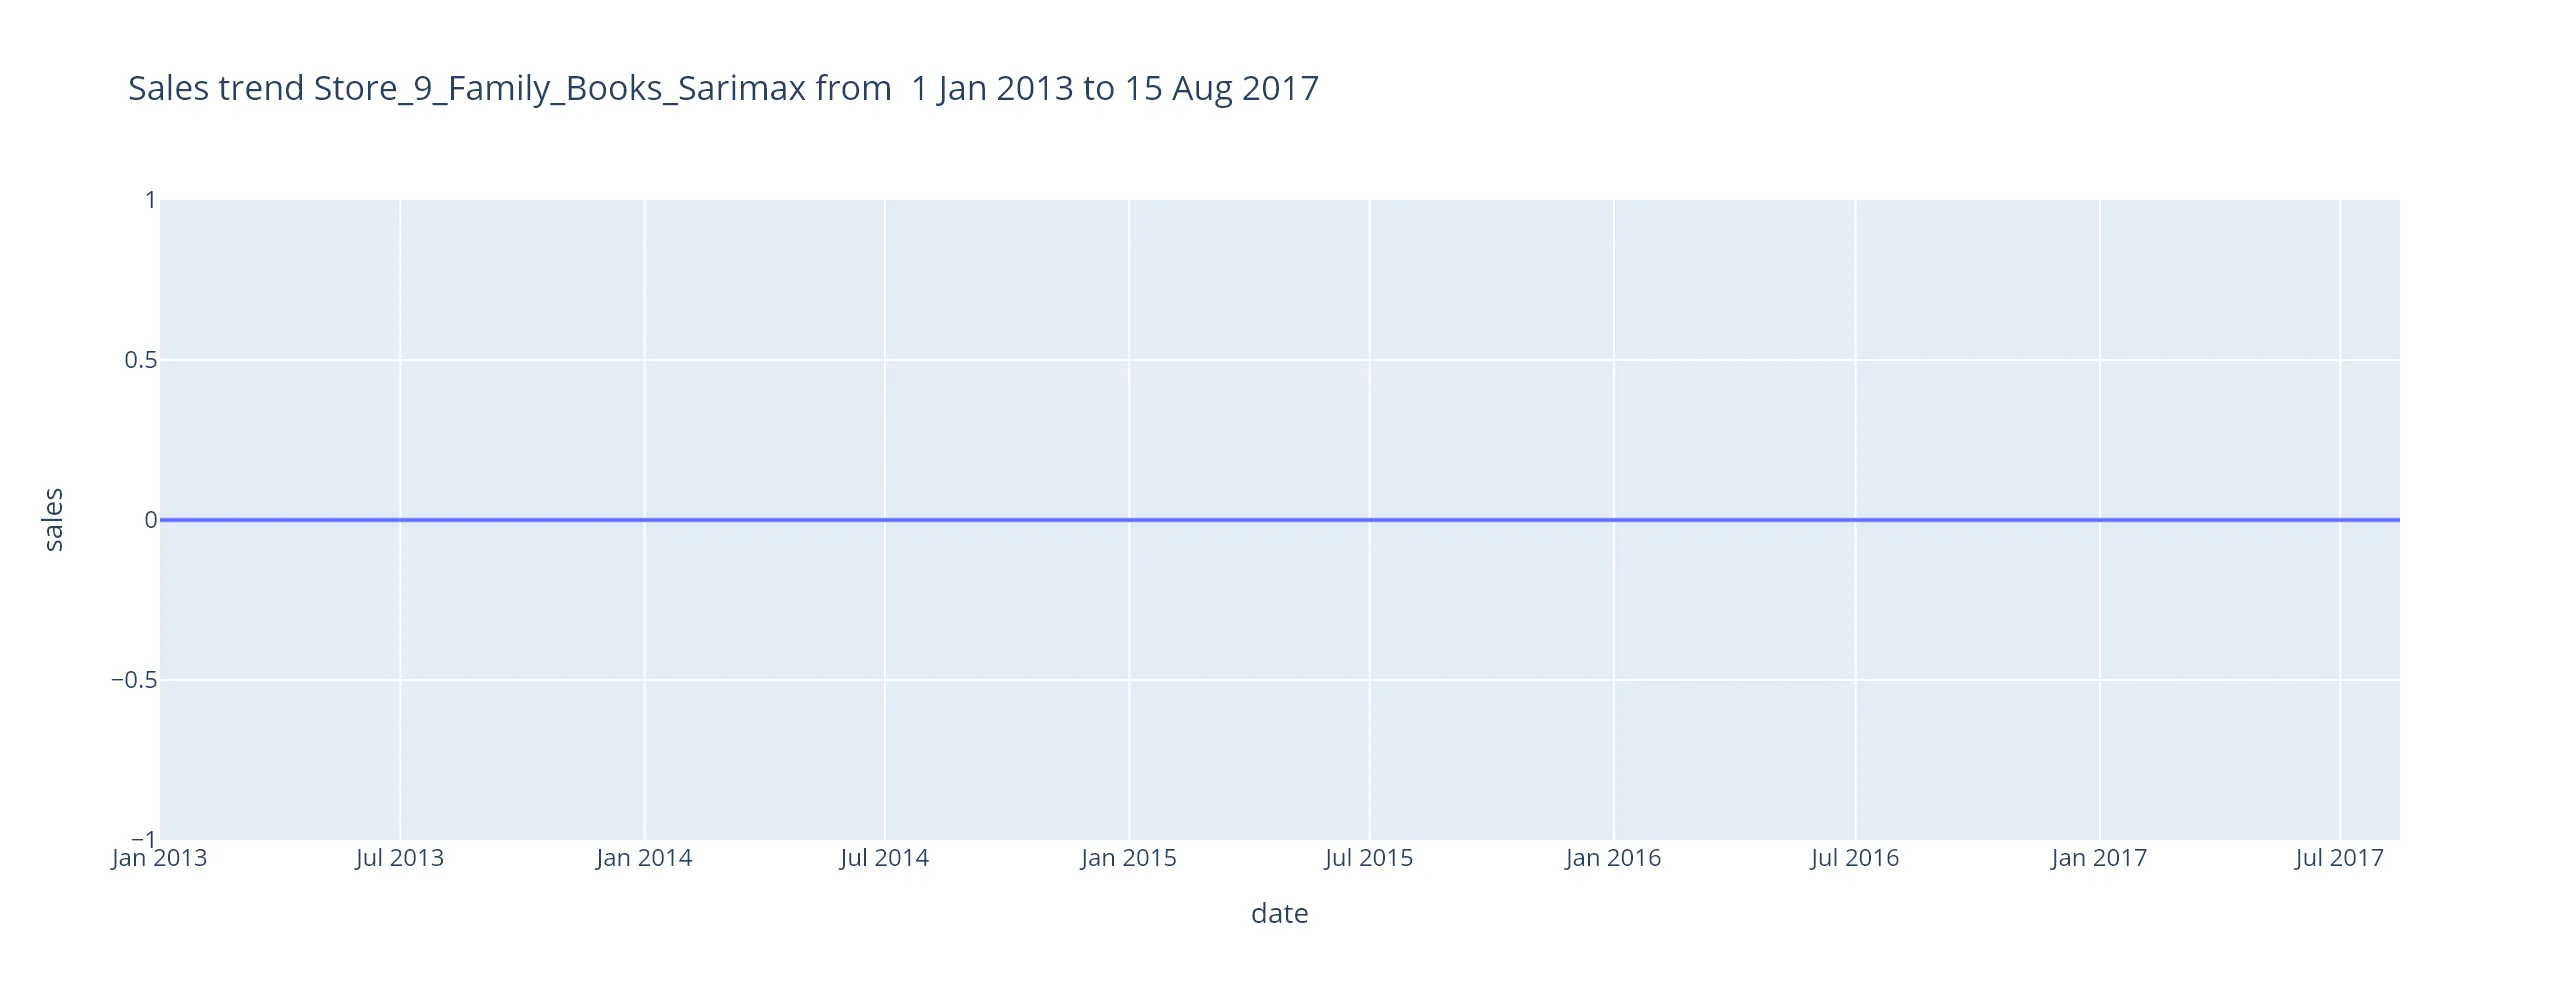 Sales trend Store_9_Family_Books_Sarimax from  1 Jan 2013 to 15 Aug 2017
1
0.5
0
−0.5
−1
sales
Jan 2013 Jul 2013 Jan 2014 Jul 2014 Jan 2015 Jul 2015 Jan 2016 Jul 2016 Jan 2017 Jul 2017
date